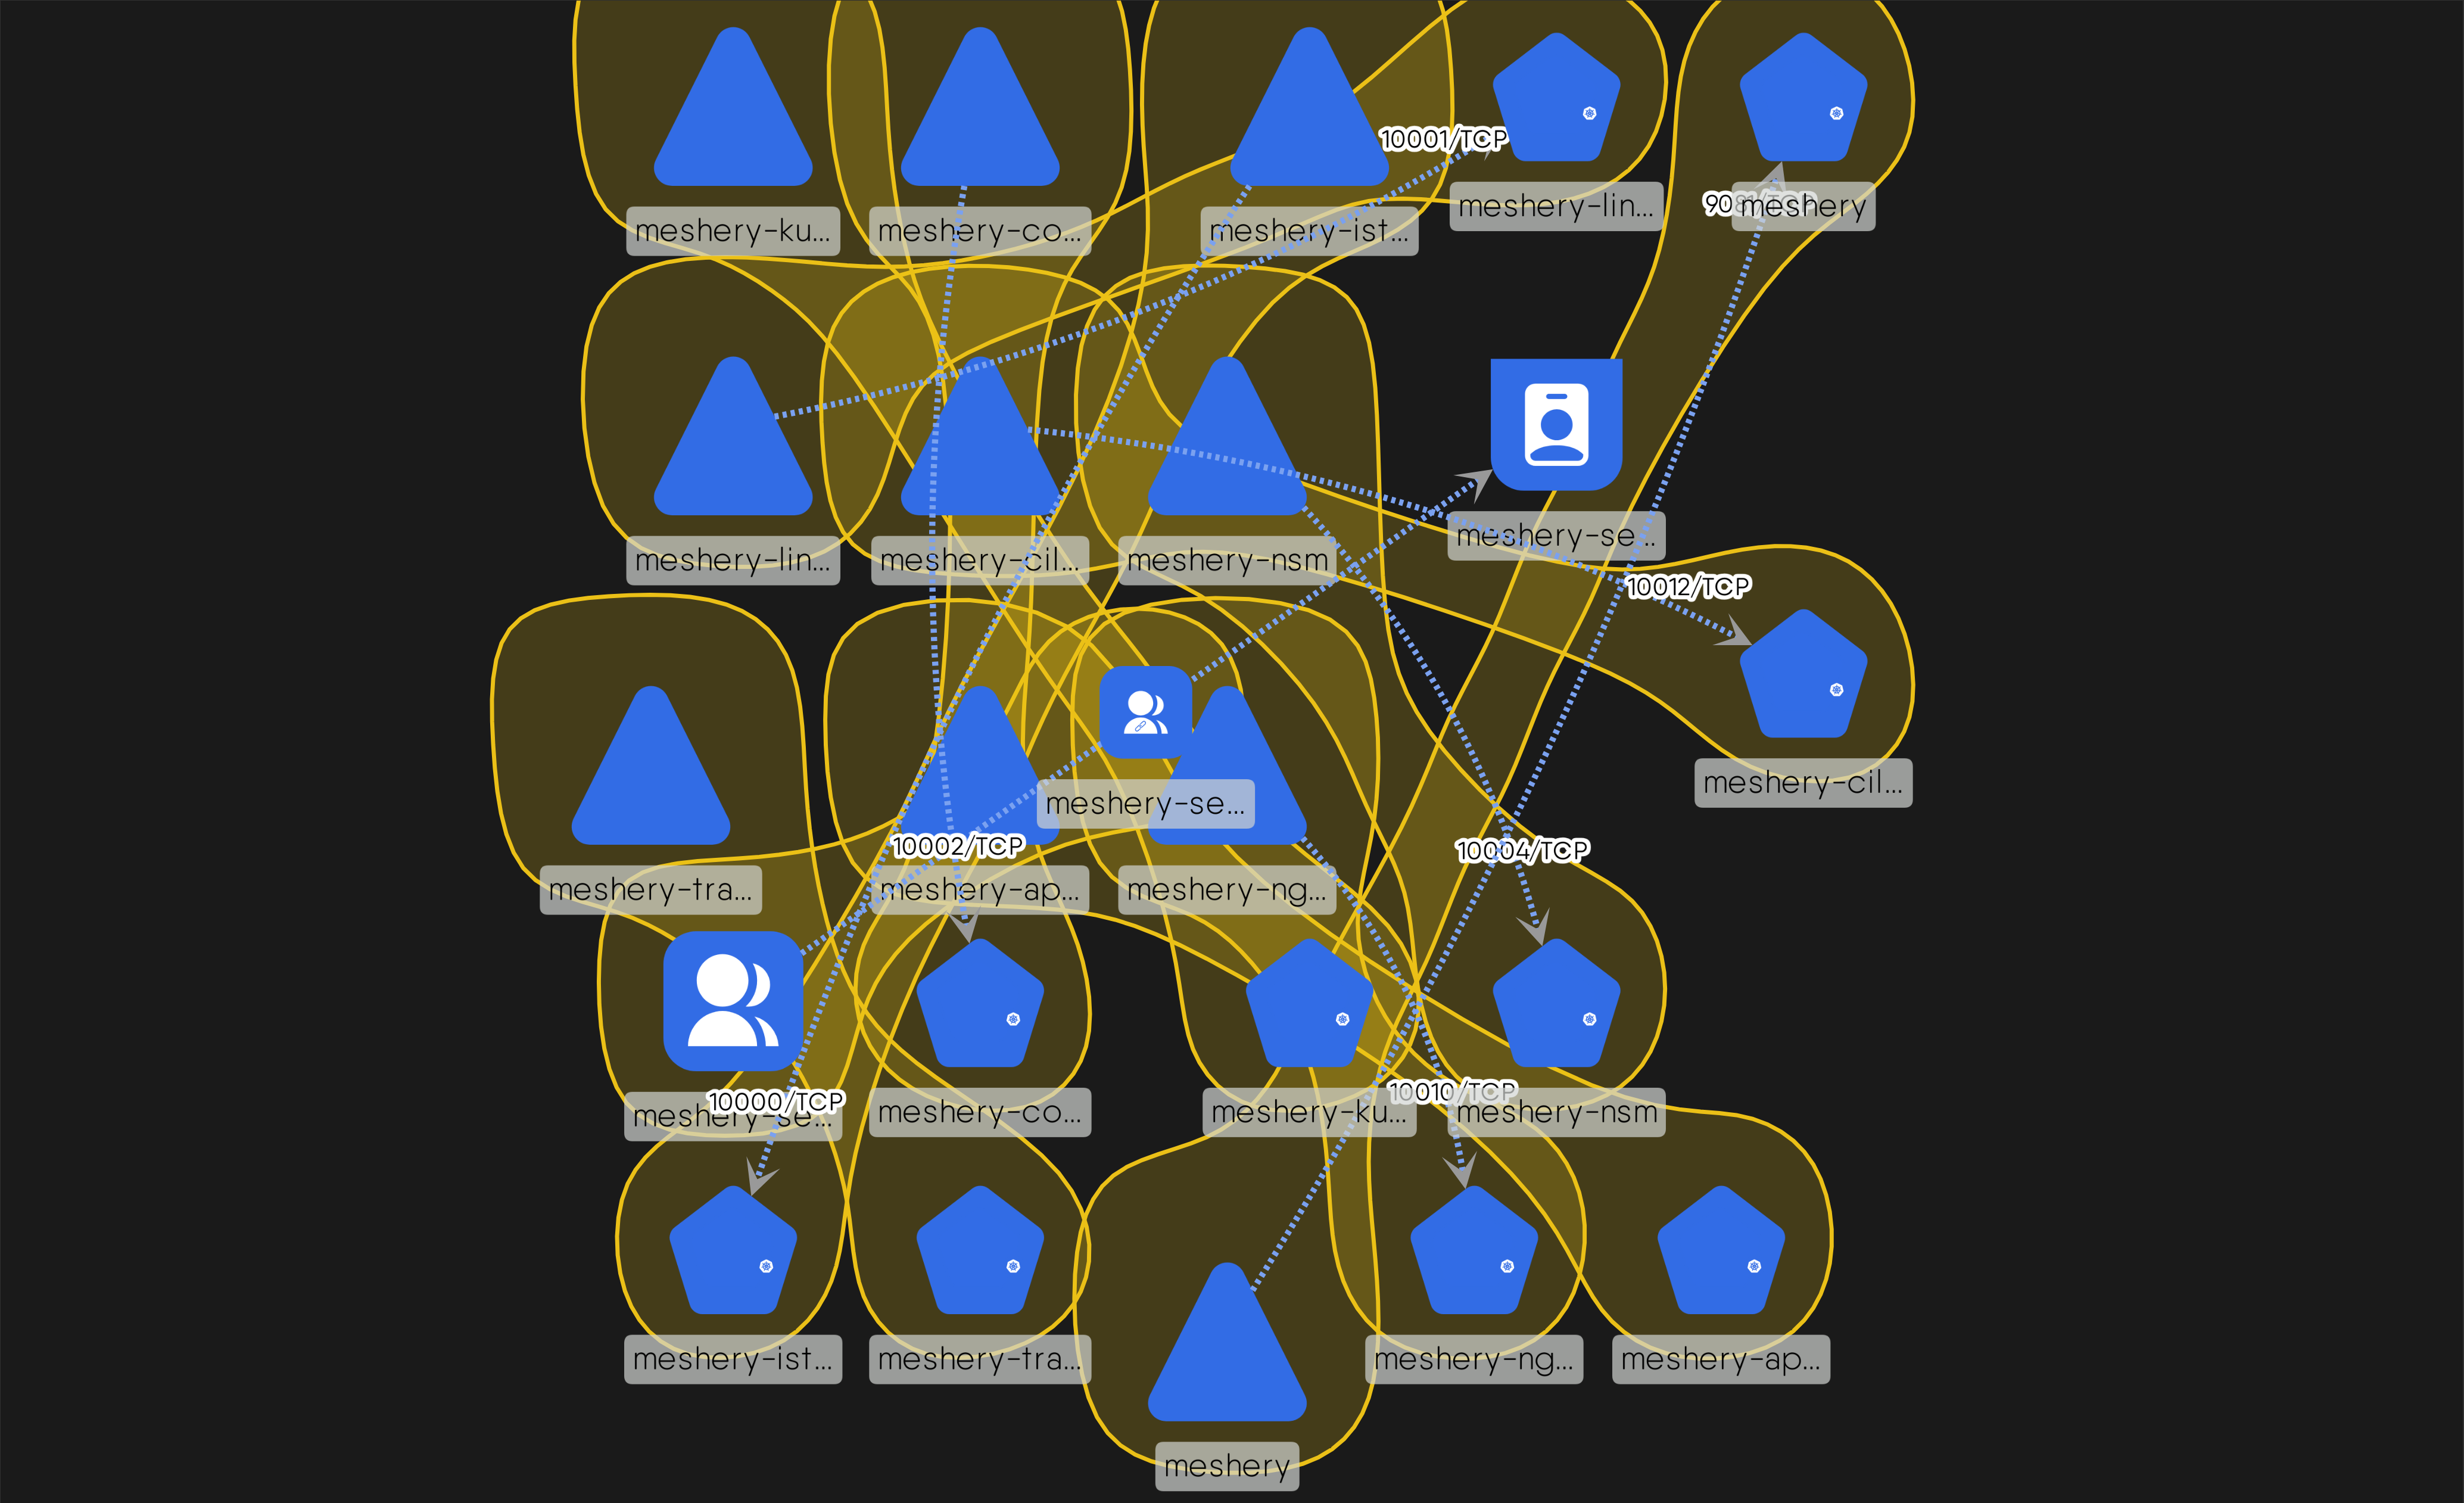 10001/TCP
meshery-ku...
meshery-co...
meshery-ist...
meshery-lin...
meshery
meshery-lin...
meshery-cil...
meshery-nsm
meshery-se...
10012/TCP
meshery-cil...
meshery-se...
10002/TCP
10004/TCP
meshery-tra...
meshery-ap...
meshery-ng...
10000/TCP
meshery-se...
meshery-co...
meshery-ku...
10010/TCP
meshery-nsm
meshery-ist...
meshery-tra...
meshery-ng...
meshery-ap...
meshery